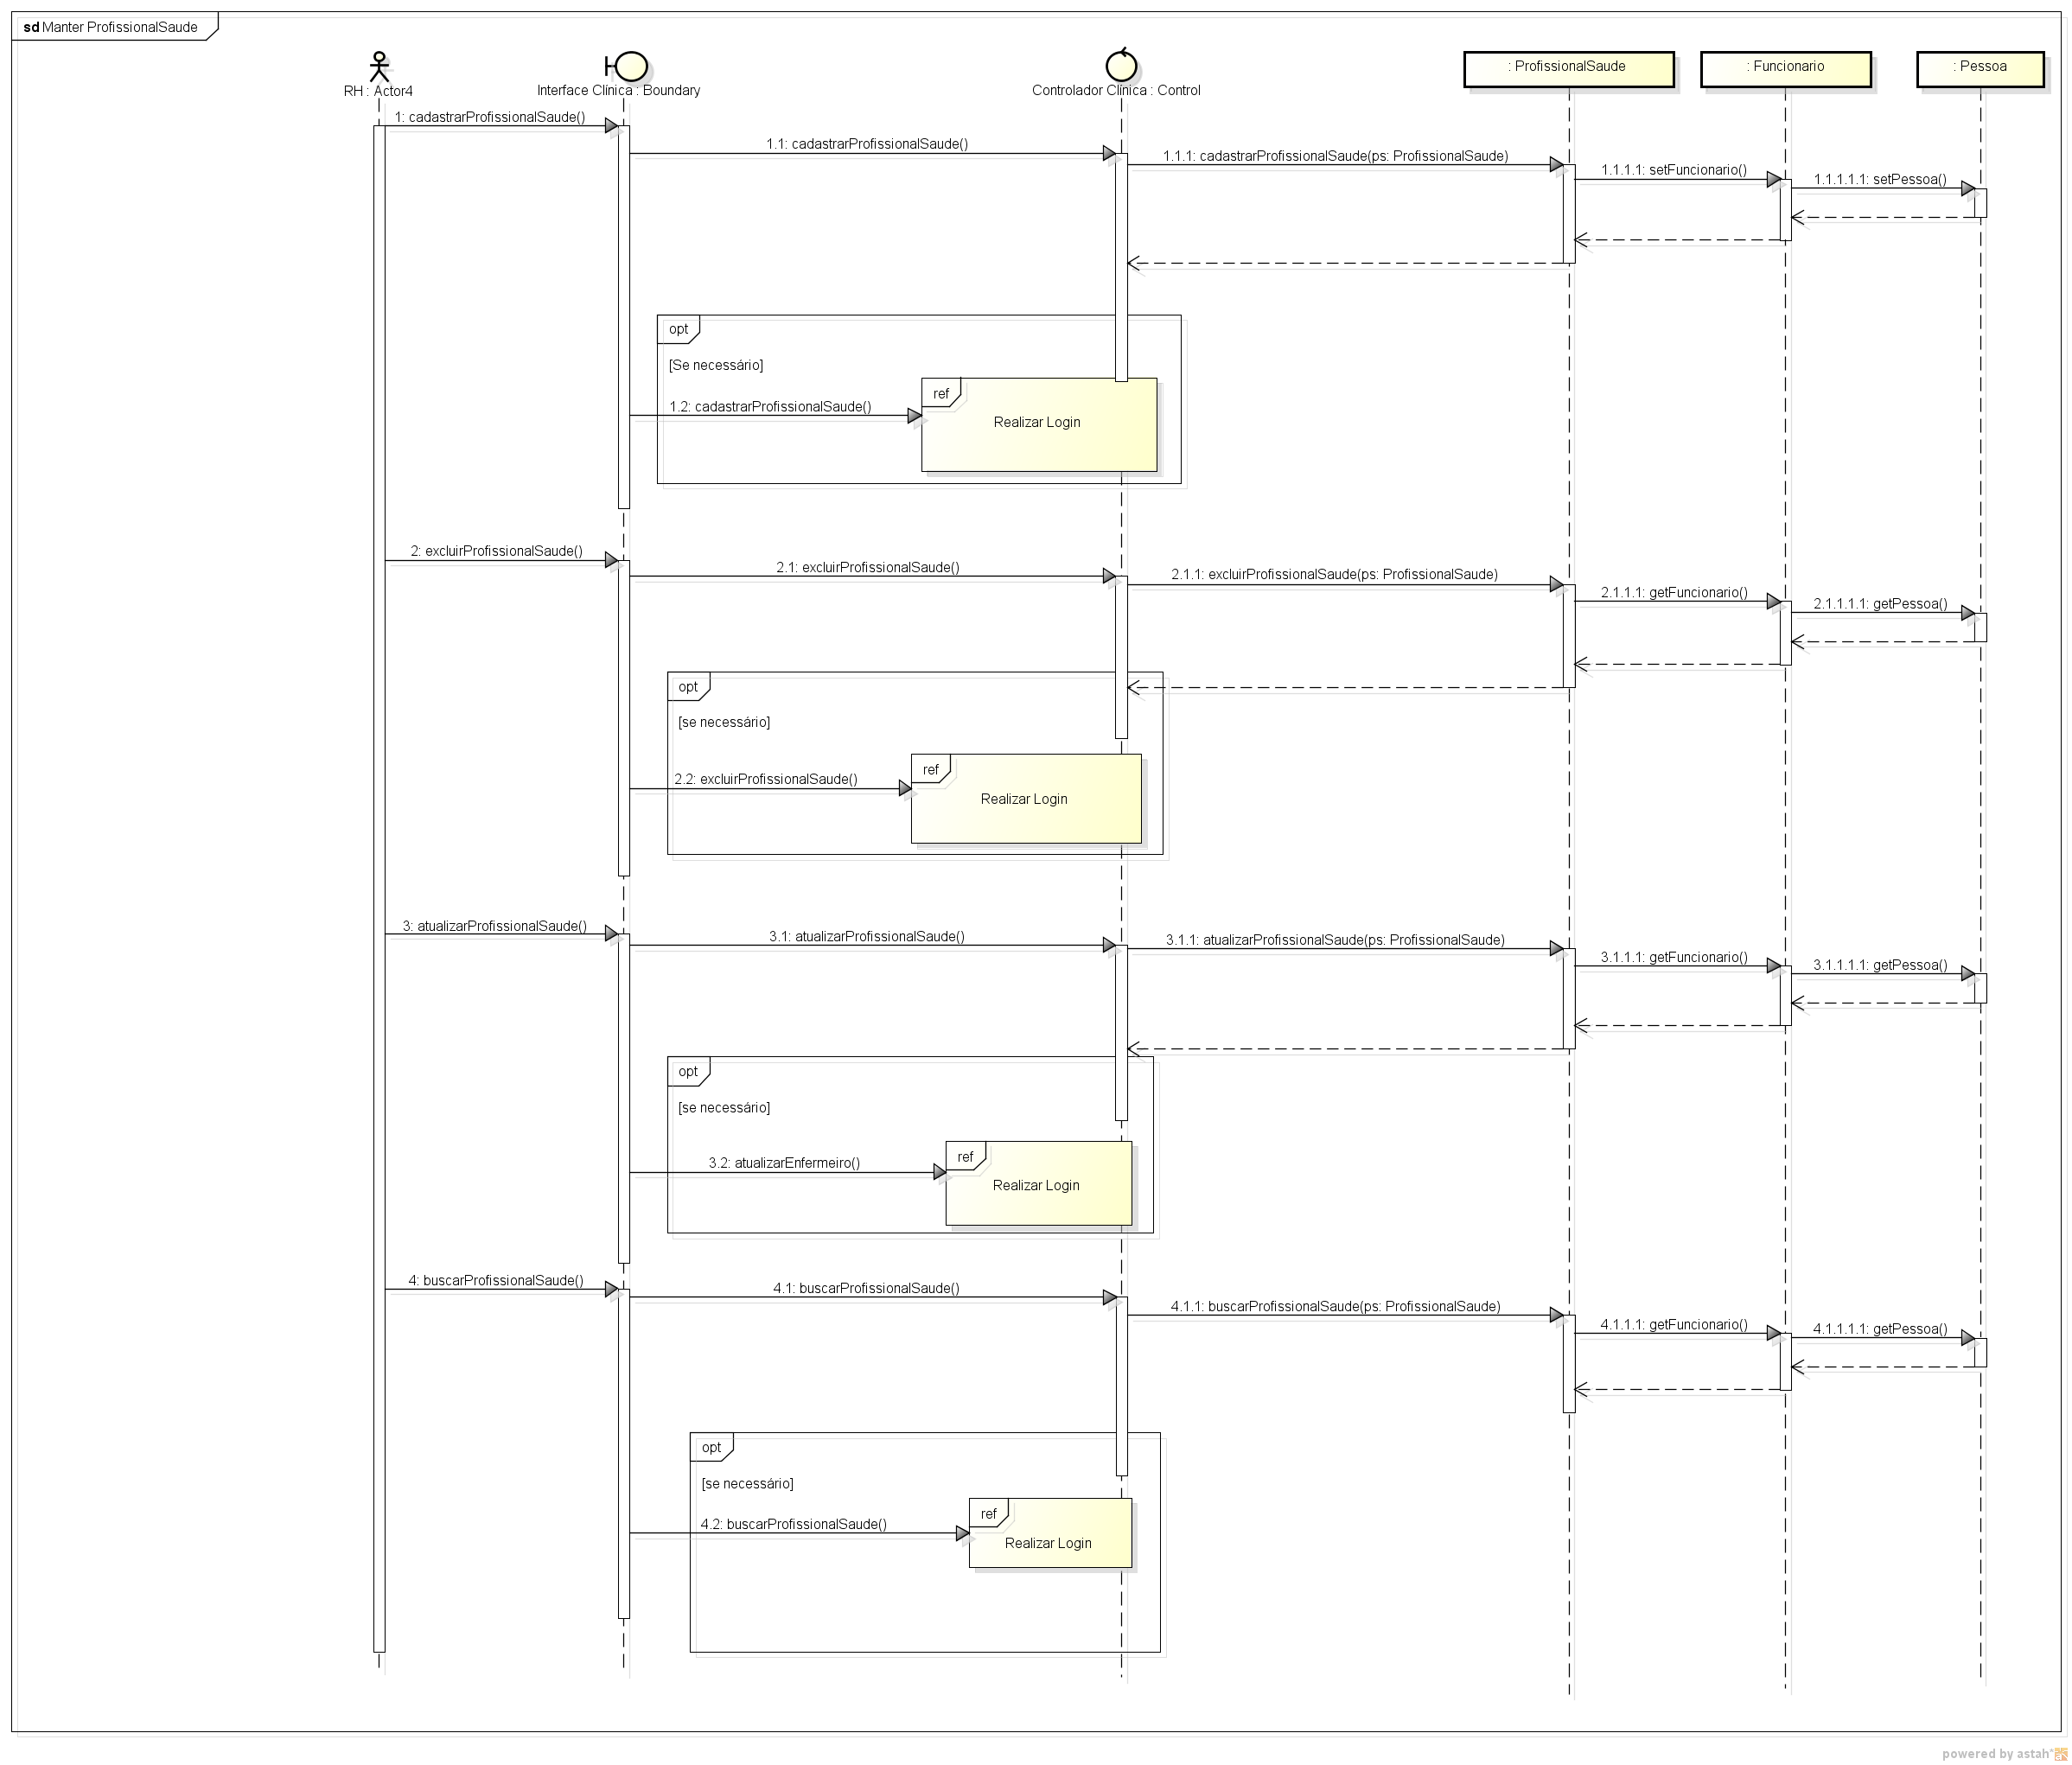 sd Manter ProfissionalSaude
RH : Actor4
Interface Clínica : Boundary
Controlador Clínica : Control
: ProfissionalSaude
: Funcionario
: Pessoa
1: cadastrarProfissionalSaude()
1.1: cadastrarProfissionalSaude()
1.1.1: cadastrarProfissionalSaude(ps: ProfissionalSaude)
1.1.1.1: setFuncionario()
1.1.1.1.1: setPessoa()
opt
[Se necessário]
ref
1.2: cadastrarProfissionalSaude()
Realizar Login
2: excluirProfissionalSaude()
2.1: excluirProfissionalSaude()
2.1.1: excluirProfissionalSaude(ps: ProfissionalSaude)
2.1.1.1: getFuncionario()
2.1.1.1.1: getPessoa()
opt
[se necessário]
ref
2.2: excluirProfissionalSaude()
Realizar Login
3: atualizarProfissionalSaude()
3.1: atualizarProfissionalSaude()
3.1.1: atualizarProfissionalSaude(ps: ProfissionalSaude)
3.1.1.1: getFuncionario()
3.1.1.1.1: getPessoa()
opt
[se necessário]
ref
3.2: atualizarEnfermeiro()
Realizar Login
4: buscarProfissionalSaude()
4.1: buscarProfissionalSaude()
4.1.1: buscarProfissionalSaude(ps: ProfissionalSaude)
4.1.1.1: getFuncionario()
4.1.1.1.1: getPessoa()
opt
[se necessário]
ref
4.2: buscarProfissionalSaude()
Realizar Login
powered by astah*